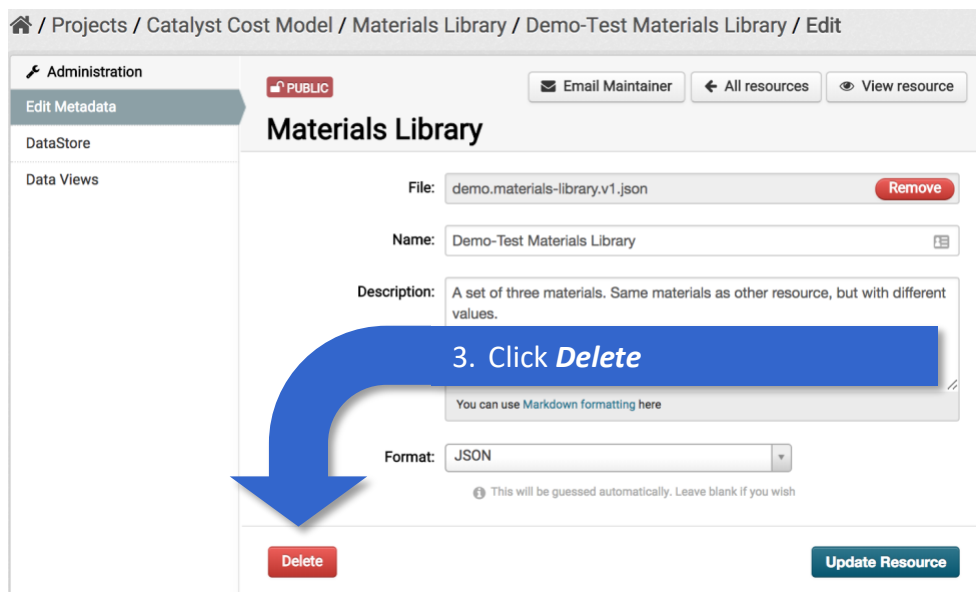 / Projects / Catalyst Cost Model / Materials Library / Demo-Test Materials Library / Edit
Administration
Edit Metadata
DataStore
Data Views
PUBLIC
Email Maintainer
All resources
View resource
Materials Library
File: demo.materials-library.v1.json Remove
Name: Demo-Test Materials Library
Description: A set of three materials. Same materials as other resource, but with different
values.
3. Click Delete
You can use Markdown formatting here
Format: JSON
This will be guessed automatically. Leave blank if you wish
Delete
Update Resource